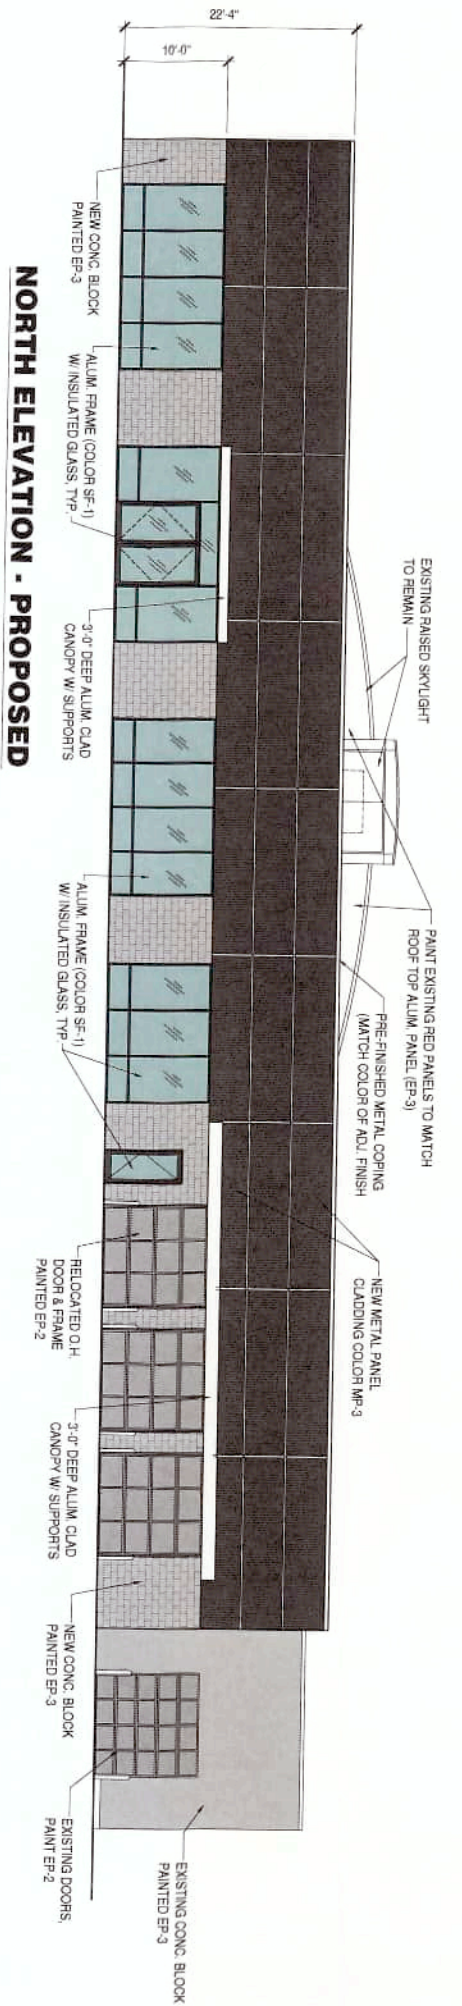 22'-4"
10'-0"
EXISTING RAISED SKYLIGHT
TO REMAIN
PAINT EXISTING RED PANELS TO MATCH
ROOF TOP ALUM. PANEL (EP-3)
PRE-FINISHED METAL COPING
(MATCH COLOR OF ADJ. FINISH
NEW METAL PANEL
CLADDING COLOR MP-3
EXISTING CONC. BLOCK
PAINTED EP-3
NEW CONC. BLOCK
PAINTED EP-3
ALUM. FRAME (COLOR SF-1)
W/ INSULATED GLASS, TYP.
3'-0" DEEP ALUM. CLAD
CANOPY W/ SUPPORTS
ALUM. FRAME (COLOR SF-1)
W/ INSULATED GLASS, TYP.
RELOCATED O.H.
DOOR & FRAME
PAINTED EP-2
3'-0" DEEP ALUM. CLAD
CANOPY W/ SUPPORTS
NEW CONC. BLOCK
PAINTED EP-3
EXISTING DOORS,
PAINT EP-2
NORTH ELEVATION - PROPOSED